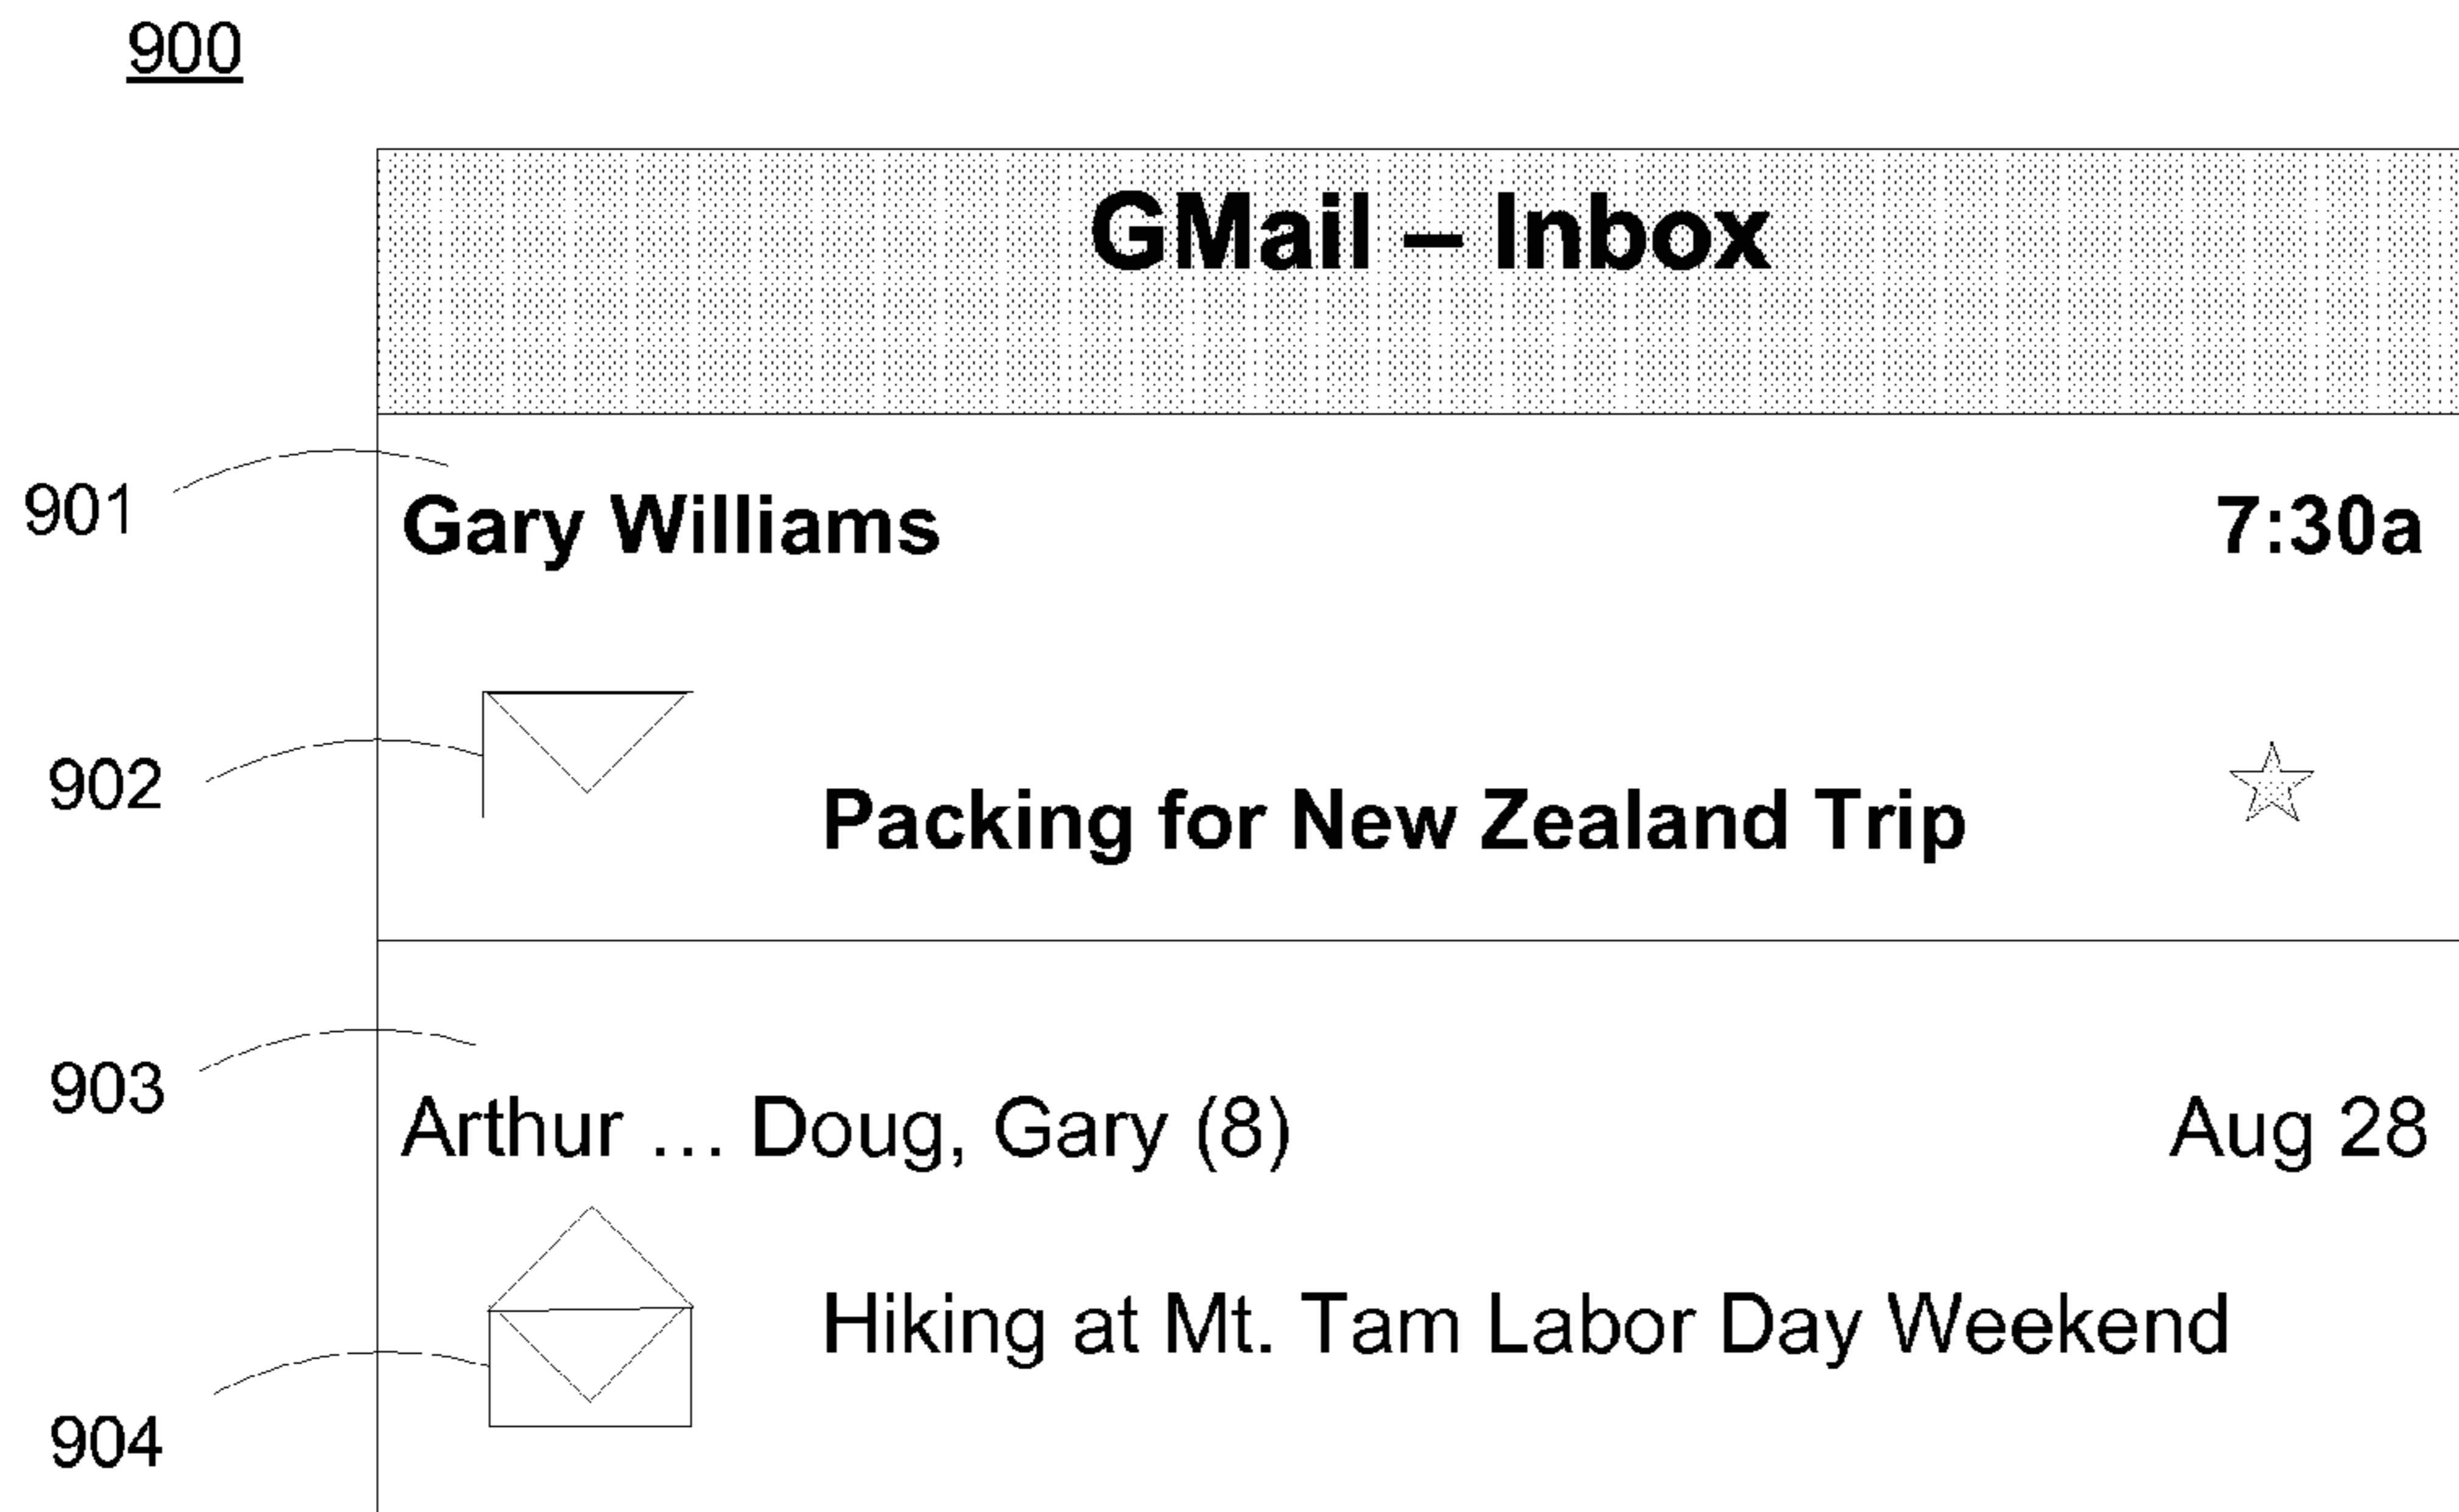 900
GMail – Inbox
901
Gary Williams 7:30a
902
Packing for New Zealand Trip
903
Arthur ... Doug, Gary (8) Aug 28
Hiking at Mt. Tam Labor Day Weekend
904